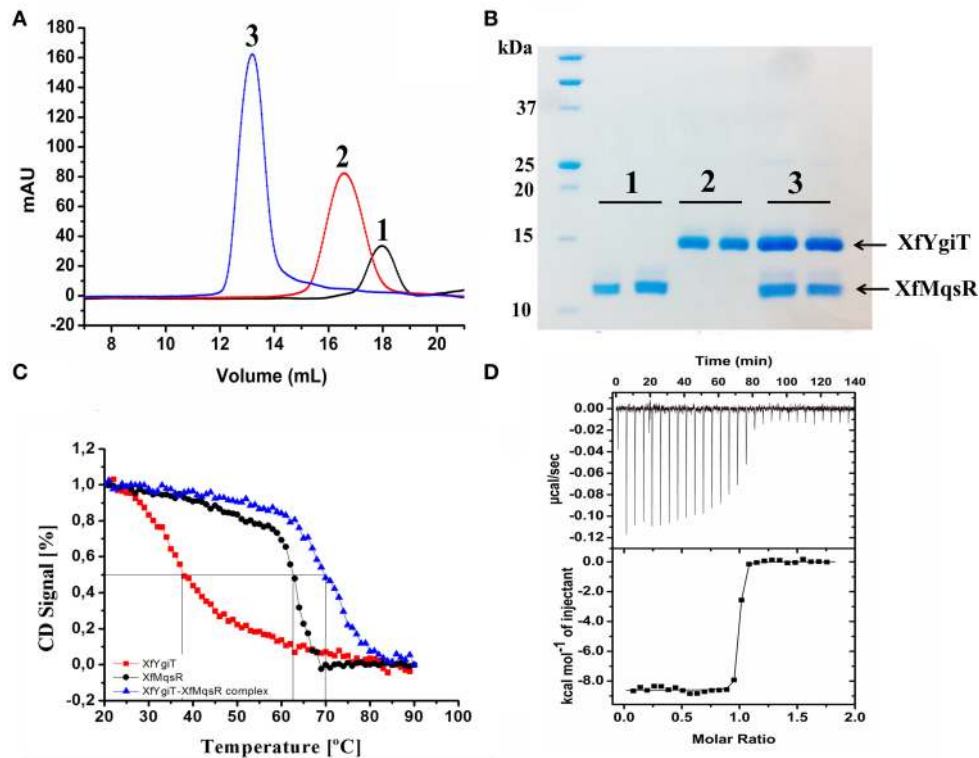 A
180
160
140
120
100
80
60
40
20
0
-20
mAU
3
2
1
8 10 12 14 16 18 20
Volume (mL)
B
kDa
37
25
20
15
10
1 2 3
XfYgiT
XfMqsR
C
1,2
1,0
0,8
0,6
0,4
0,2
0,0
-0,2
CD Signal [%]
XfYgiT
XfMqsR
XfYgiT-XfMqsR complex
20 30 40 50 60 70 80 90 100
Temperature [ºC]
D
Time (min)
0 20 40 60 80 100 120 140
0.00
-0.02
-0.04
-0.06
-0.08
-0.10
-0.12
µcal/sec
0.0
-2.0
-4.0
-6.0
-8.0
kcal mol⁻¹ of injectant
0.0 0.5 1.0 1.5 2.0
Molar Ratio